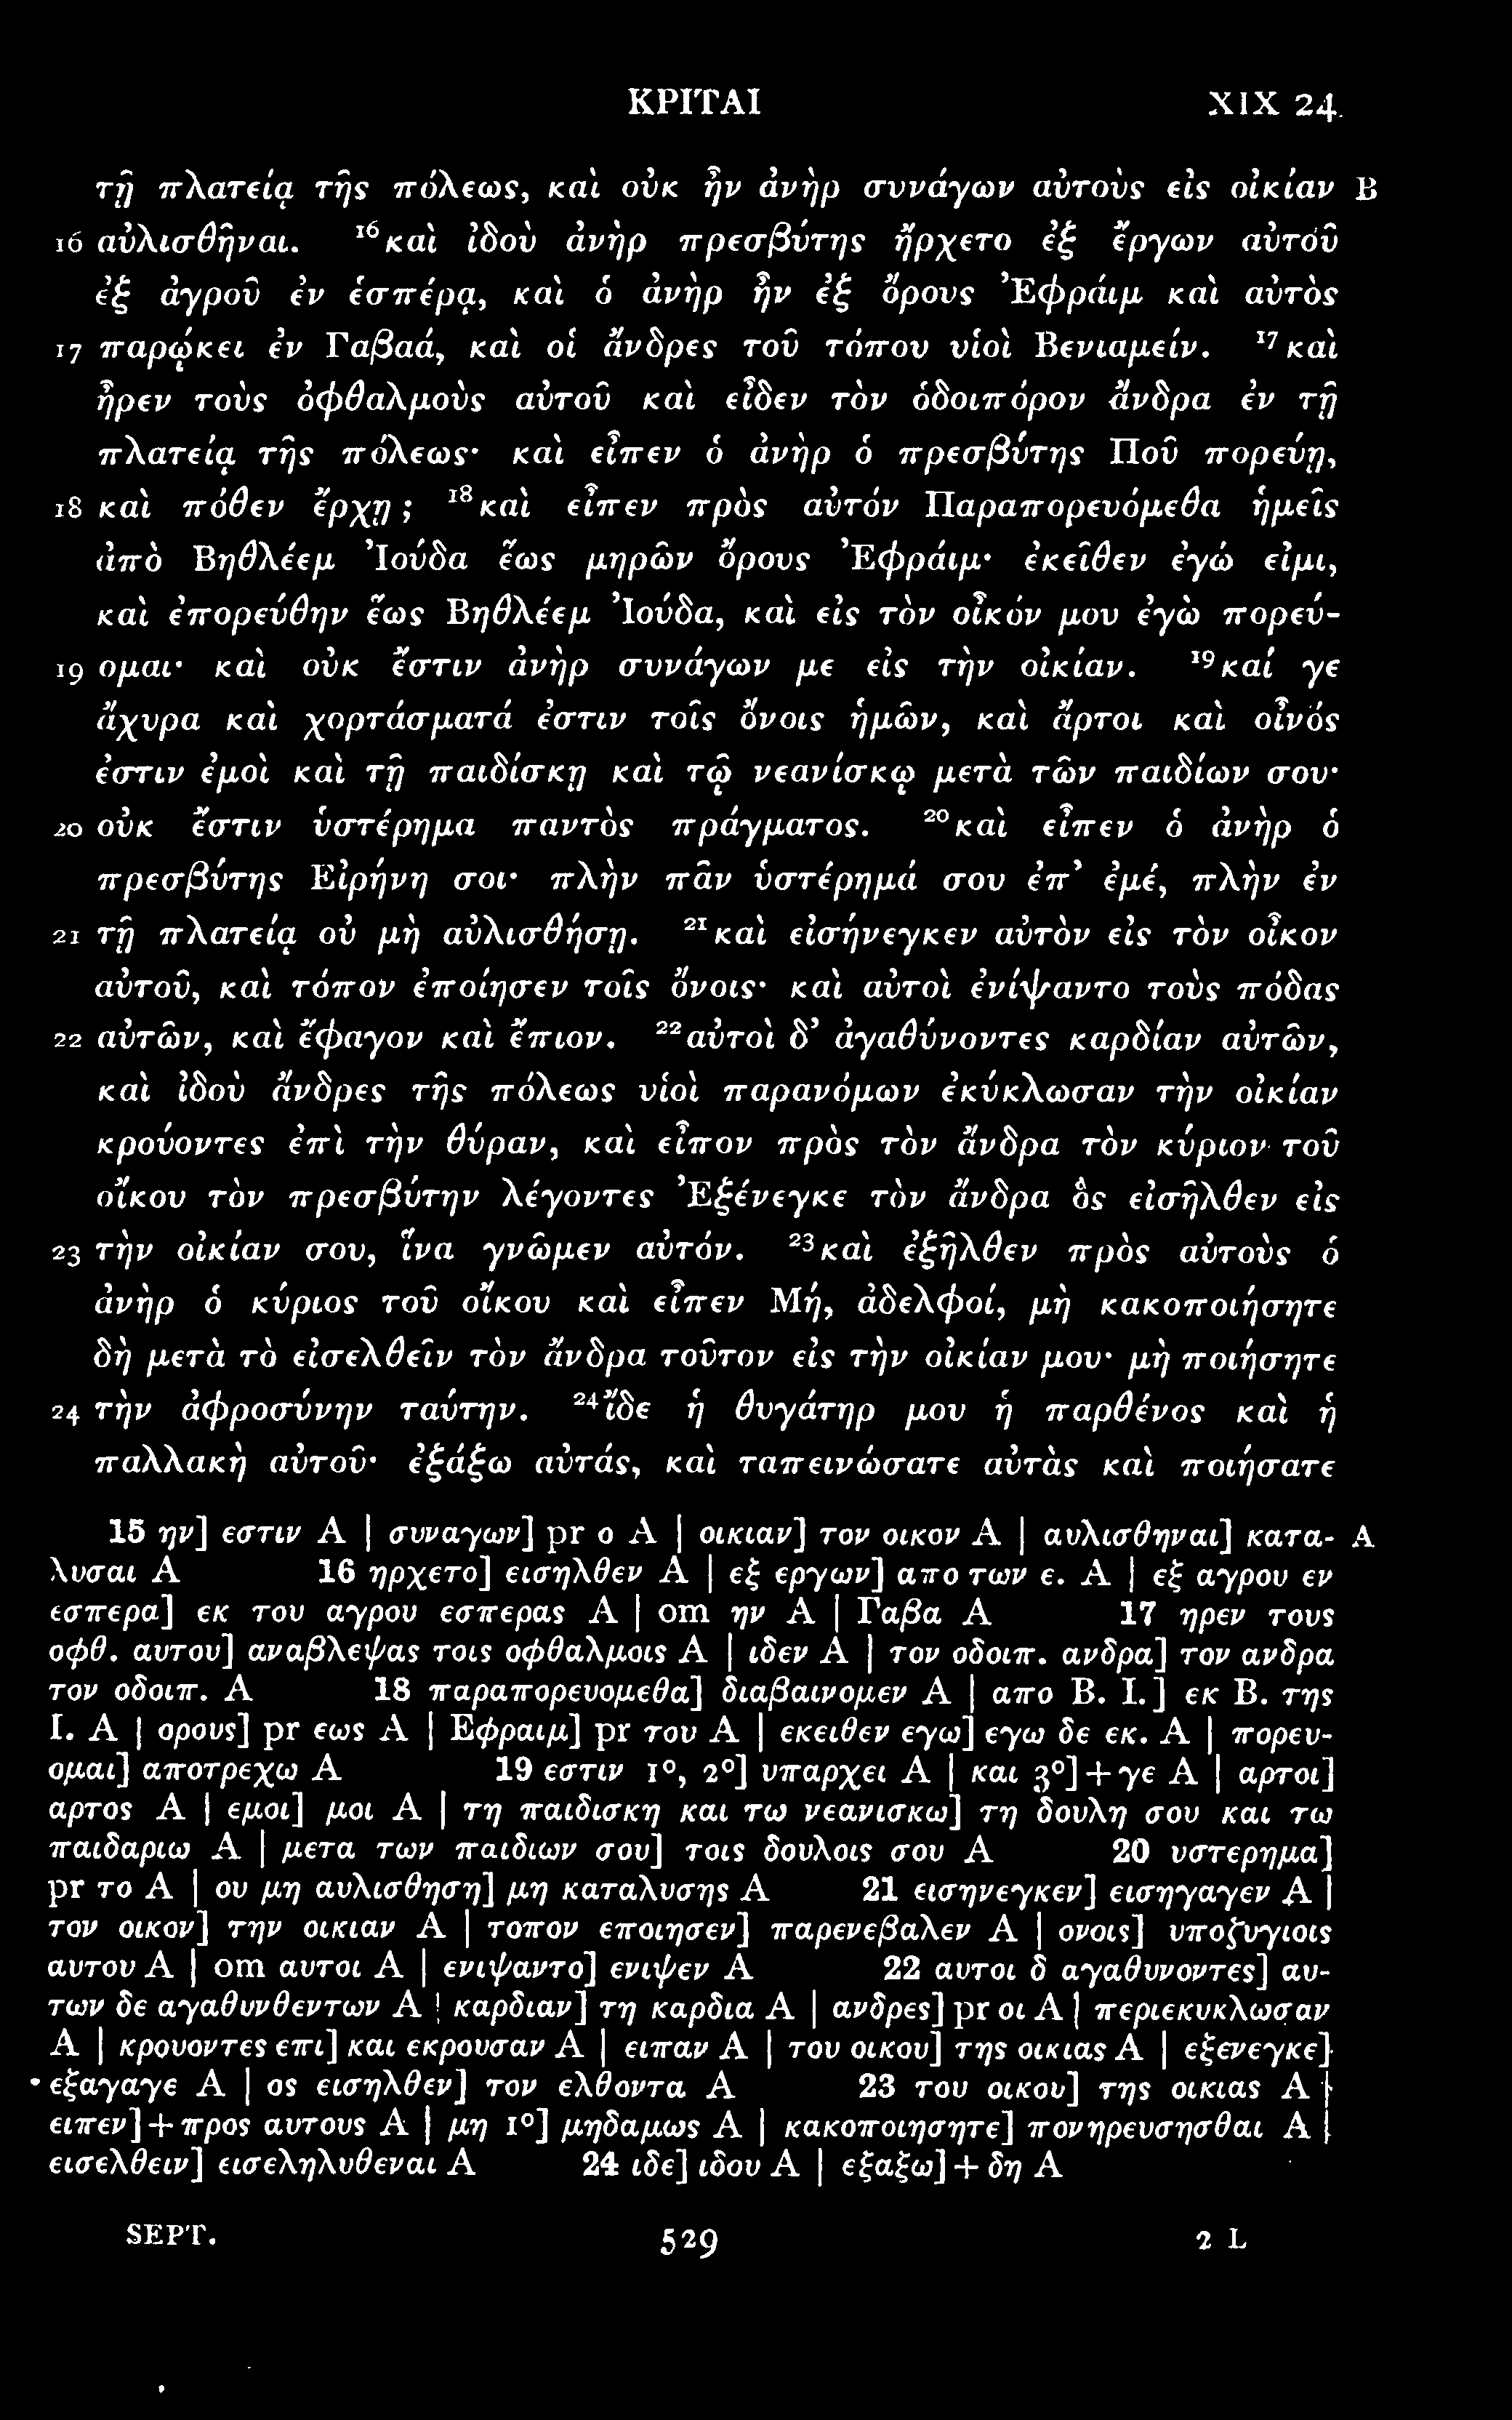 ΚΡΙΤΑΙ XIX 24
τῇ πλατείᾳ τῆς πόλεως, καὶ οὐκ ἦν ἀνὴρ συνάγων αὐτοὺς εἰς οἰκίαν B
16 αὐλισθῆναι. ¹⁶καὶ ἰδοὺ ἀνὴρ πρεσβύτης ἤρχετο ἐξ ἔργων αὐτοῦ
ἐξ ἀγροῦ ἐν ἑσπέρᾳ, καὶ ὁ ἀνὴρ ἦν ἐξ ὄρους Ἐφράιμ καὶ αὐτὸς
17 παρῴκει ἐν Γαβαά, καὶ οἱ ἄνδρες τοῦ τόπου υἱοὶ Βενιαμείν. ¹⁷καὶ
ἦρεν τοὺς ὀφθαλμοὺς αὐτοῦ καὶ εἶδεν τὸν ὁδοιπόρον ἄνδρα ἐν τῇ
πλατείᾳ τῆς πόλεως· καὶ εἶπεν ὁ ἀνὴρ ὁ πρεσβύτης Ποῦ πορεύῃ,
18 καὶ πόθεν ἔρχῃ; ¹⁸καὶ εἶπεν πρὸς αὐτόν Παραπορευόμεθα ἡμεῖς
ἀπὸ Βηθλέεμ Ἰούδα ἕως μηρῶν ὄρους Ἐφράιμ· ἐκεῖθεν ἐγώ εἰμι,
καὶ ἐπορεύθην ἕως Βηθλέεμ Ἰούδα, καὶ εἰς τὸν οἶκόν μου ἐγὼ πορεύ-
19 ομαι· καὶ οὐκ ἔστιν ἀνὴρ συνάγων με εἰς τὴν οἰκίαν. ¹⁹καί γε
ἄχυρα καὶ χορτάσματά ἐστιν τοῖς ὄνοις ἡμῶν, καὶ ἄρτοι καὶ οἶνός
ἐστιν ἐμοὶ καὶ τῇ παιδίσκῃ καὶ τῷ νεανίσκῳ μετὰ τῶν παιδίων σου·
20 οὐκ ἔστιν ὑστέρημα παντὸς πράγματος. ²⁰καὶ εἶπεν ὁ ἀνὴρ ὁ
πρεσβύτης Εἰρήνη σοι· πλὴν πᾶν ὑστέρημά σου ἐπ᾽ ἐμέ, πλὴν ἐν
21 τῇ πλατείᾳ οὐ μὴ αὐλισθήσῃ. ²¹καὶ εἰσήνεγκεν αὐτὸν εἰς τὸν οἶκον
αὐτοῦ, καὶ τόπον ἐποίησεν τοῖς ὄνοις· καὶ αὐτοὶ ἐνίψαντο τοὺς πόδας
22 αὐτῶν, καὶ ἔφαγον καὶ ἔπιον. ²²αὐτοὶ δ᾽ ἀγαθύνοντες καρδίαν αὐτῶν,
καὶ ἰδοὺ ἄνδρες τῆς πόλεως υἱοὶ παρανόμων ἐκύκλωσαν τὴν οἰκίαν
κρούοντες ἐπὶ τὴν θύραν, καὶ εἶπον πρὸς τὸν ἄνδρα τὸν κύριον τοῦ
οἴκου τὸν πρεσβύτην λέγοντες Ἐξένεγκε τὸν ἄνδρα ὃς εἰσῆλθεν εἰς
23 τὴν οἰκίαν σου, ἵνα γνῶμεν αὐτόν. ²³καὶ ἐξῆλθεν πρὸς αὐτοὺς ὁ
ἀνὴρ ὁ κύριος τοῦ οἴκου καὶ εἶπεν Μή, ἀδελφοί, μὴ κακοποιήσητε
δὴ μετὰ τὸ εἰσελθεῖν τὸν ἄνδρα τοῦτον εἰς τὴν οἰκίαν μου· μὴ ποιήσητε
24 τὴν ἀφροσύνην ταύτην. ²⁴ἴδε ἡ θυγάτηρ μου ἡ παρθένος καὶ ἡ
παλλακὴ αὐτοῦ· ἐξάξω αὐτάς, καὶ ταπεινώσατε αὐτὰς καὶ ποιήσατε
15 ην] εστιν A | συναγων] pr ο A | οικιαν] τον οικον A | αυλισθηναι] κατα- A
λυσαι A 16 ηρχετο] εισηλθεν A | εξ εργων] απο των ε. A | εξ αγρου εν
εσπερα] εκ του αγρου εσπερας A | om ην A | Γαβα A 17 ηρεν τους
οφθ. αυτου] αναβλεψας τοις οφθαλμοις A | ιδεν A | τον οδοιπ. ανδρα] τον ανδρα
τον οδοιπ. A 18 παραπορευομεθα] διαβαινομεν A | απο Β. Ι.] εκ Β. της
Ι. A | ορους] pr εως A | Εφραιμ] pr του A | εκειθεν εγω] εγω δε εκ. A | πορευ-
ομαι] αποτρεχω A 19 εστιν 1°, 2°] υπαρχει A | και 3°]+γε A | αρτοι]
αρτος A | εμοι] μοι A | τη παιδισκη και τω νεανισκω] τη δουλη σου και τω
παιδαριω A | μετα των παιδιων σου] τοις δουλοις σου A 20 υστερημα]
pr το A | ου μη αυλισθηση] μη καταλυσης A 21 εισηνεγκεν] εισηγαγεν A |
τον οικον] την οικιαν A | τοπον εποιησεν] παρενεβαλεν A | ονοις] υποζυγιοις
αυτου A | om αυτοι A | ενιψαντο] ενιψεν A 22 αυτοι δ αγαθυνοντες] αυ-
των δε αγαθυνθεντων A | καρδιαν] τη καρδια A | ανδρες] pr οι A | περιεκυκλωσαν
A | κρουοντες επι] και εκρουσαν A | ειπαν A | του οικου] της οικιας A | εξενεγκε]
εξαγαγε A | ος εισηλθεν] τον ελθοντα A 23 του οικου] της οικιας A |
ειπεν]+προς αυτους A | μη 1°] μηδαμως A | κακοποιησητε] πονηρευσησθαι A |
εισελθειν] εισεληλυθεναι A 24 ιδε] ιδου A | εξαξω]+δη A
SEPT. 529 2 L